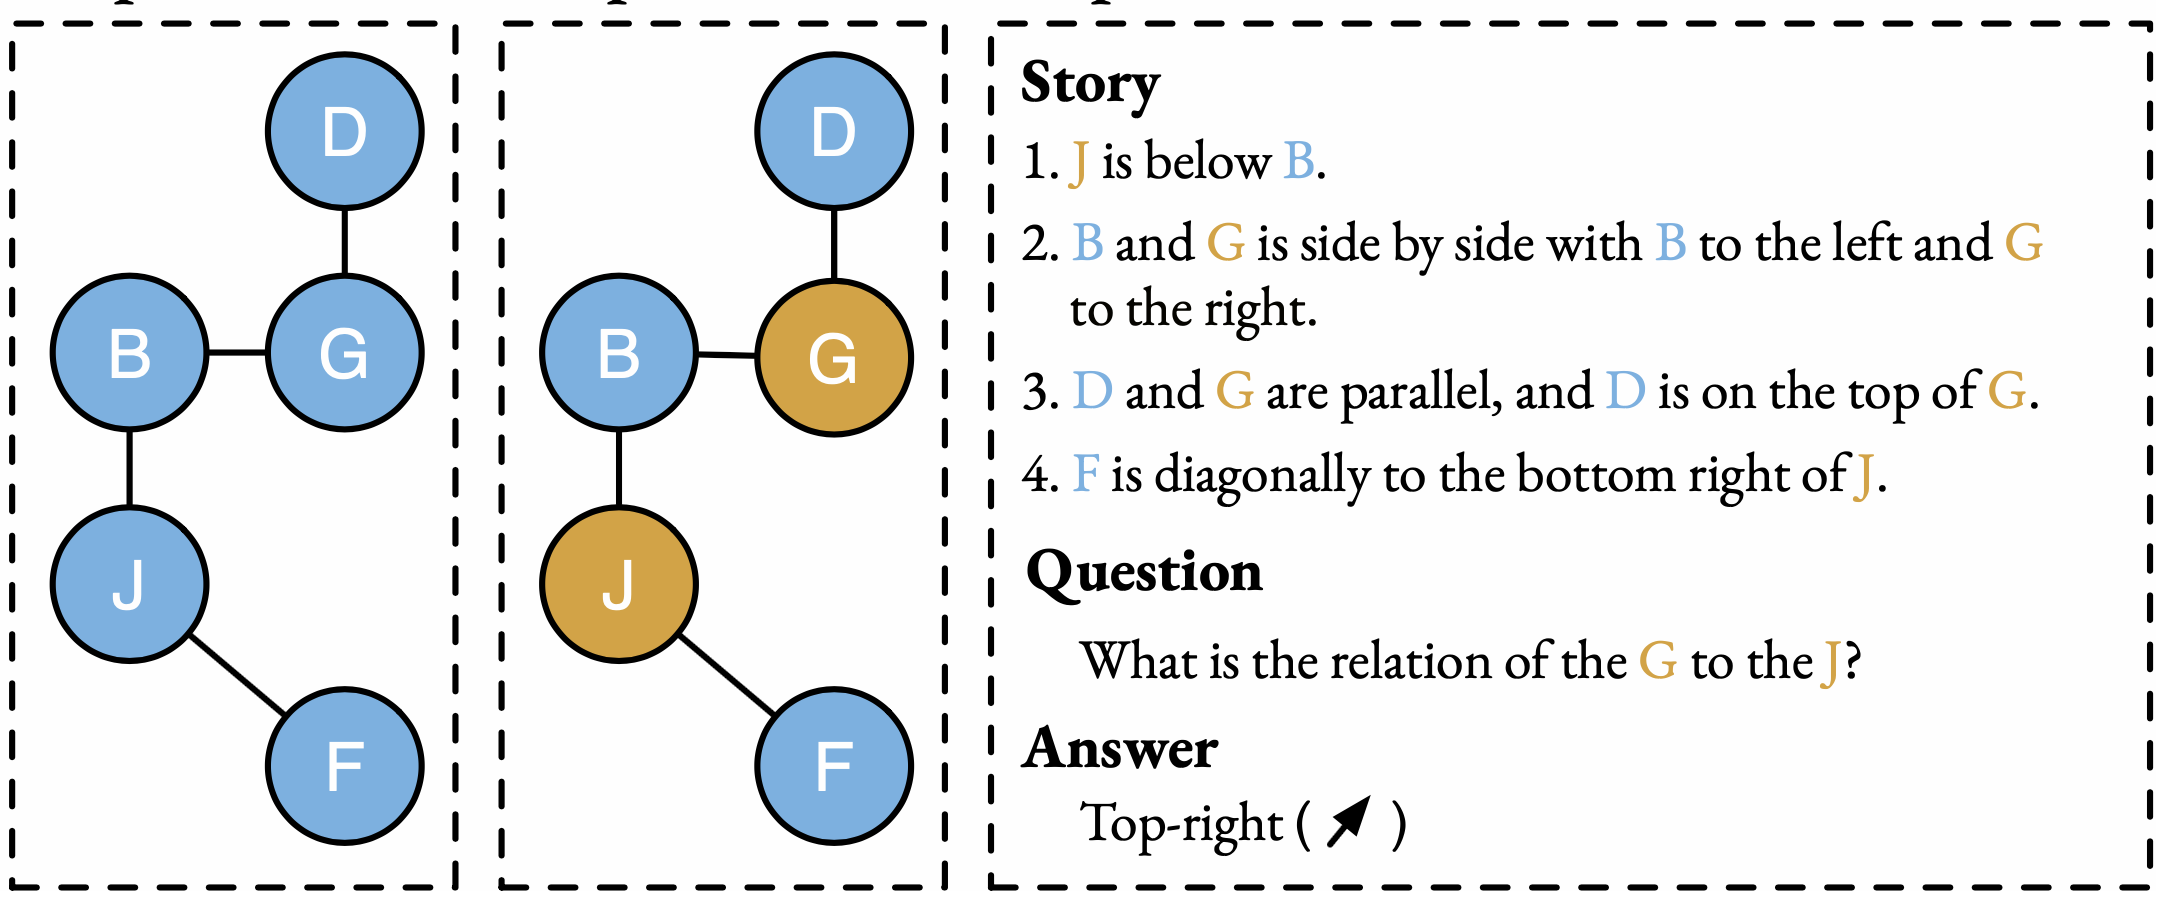 D
B
G
J
F
D
B
G
J
F
Story
1. J is below B.
2. B and G is side by side with B to the left and G
to the right.
3. D and G are parallel, and D is on the top of G.
4. F is diagonally to the bottom right of J.
Question
What is the relation of the G to the J?
Answer
Top-right ( )